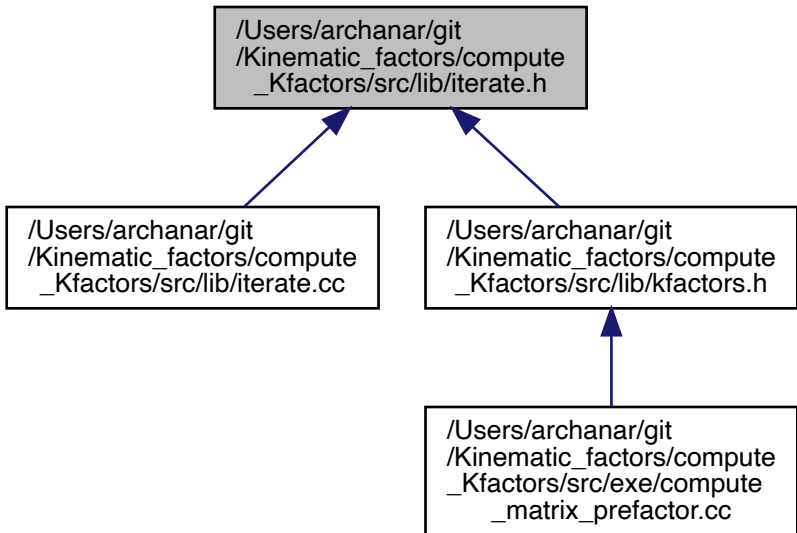 /Users/archanar/git
/Kinematic_factors/compute
_Kfactors/src/lib/iterate.h
/Users/archanar/git
/Kinematic_factors/compute
_Kfactors/src/lib/iterate.cc
/Users/archanar/git
/Kinematic_factors/compute
_Kfactors/src/lib/kfactors.h
/Users/archanar/git
/Kinematic_factors/compute
_Kfactors/src/exe/compute
_matrix_prefactor.cc